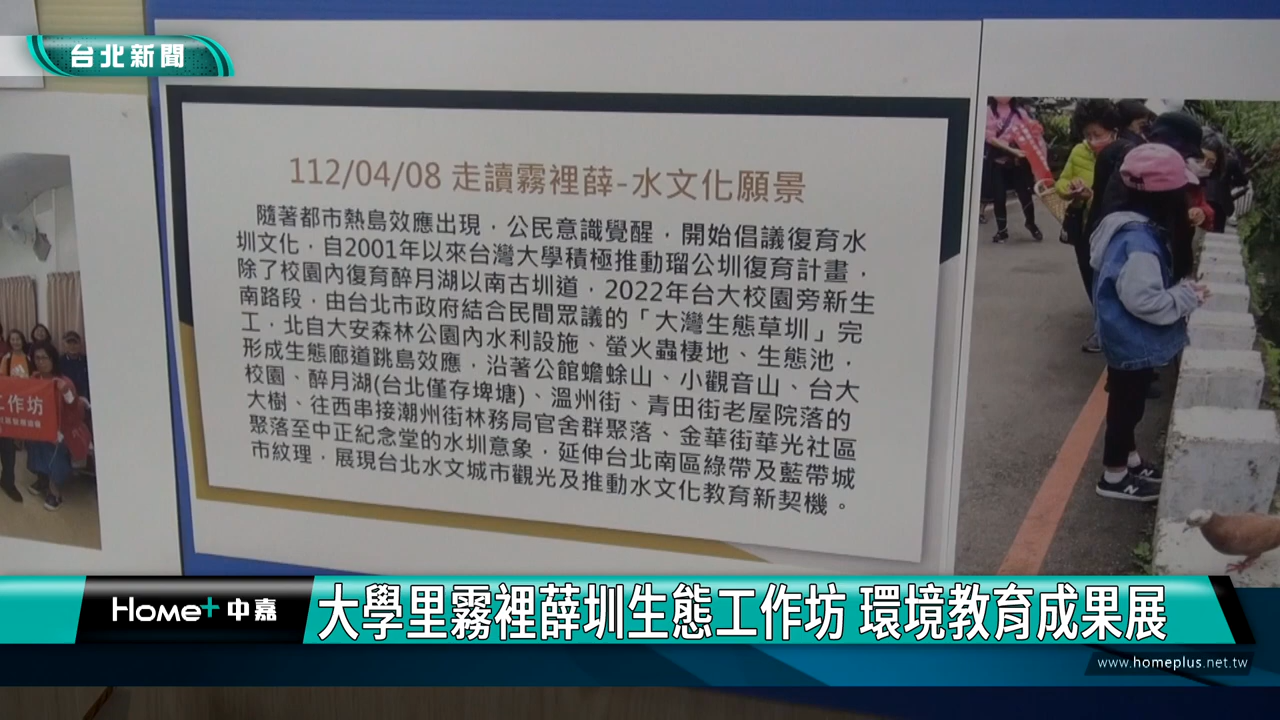 台北新聞
112/04/08 走讀霧裡薛-水文化願景
隨著都市熱島效應出現，公民意識覺醒，開始倡議復育水
圳文化，自2001年以來台灣大學積極推動瑠公圳復育計畫，
除了校園內復育醉月湖以南古圳道，2022年台大校園旁新生
南路段，由台北市政府結合民間眾議的「大灣生態草圳」完
工，北自大安森林公園內水利設施、螢火蟲棲地、生態池，
形成生態廊道跳島效應，沿著公館蟾蜍山、小觀音山、台大
校園、醉月湖(台北僅存埤塘)、溫州街、青田街老屋院落的
大樹、往西串接潮州街林務局官舍群聚落、金華街華光社區
聚落至中正紀念堂的水圳意象，延伸台北南區綠帶及藍帶城
市紋理，展現台北水文城市觀光及推動水文化教育新契機。
工作坊
Home+ 中嘉
大學里霧裡薛圳生態工作坊 環境教育成果展
www.homeplus.net.tw